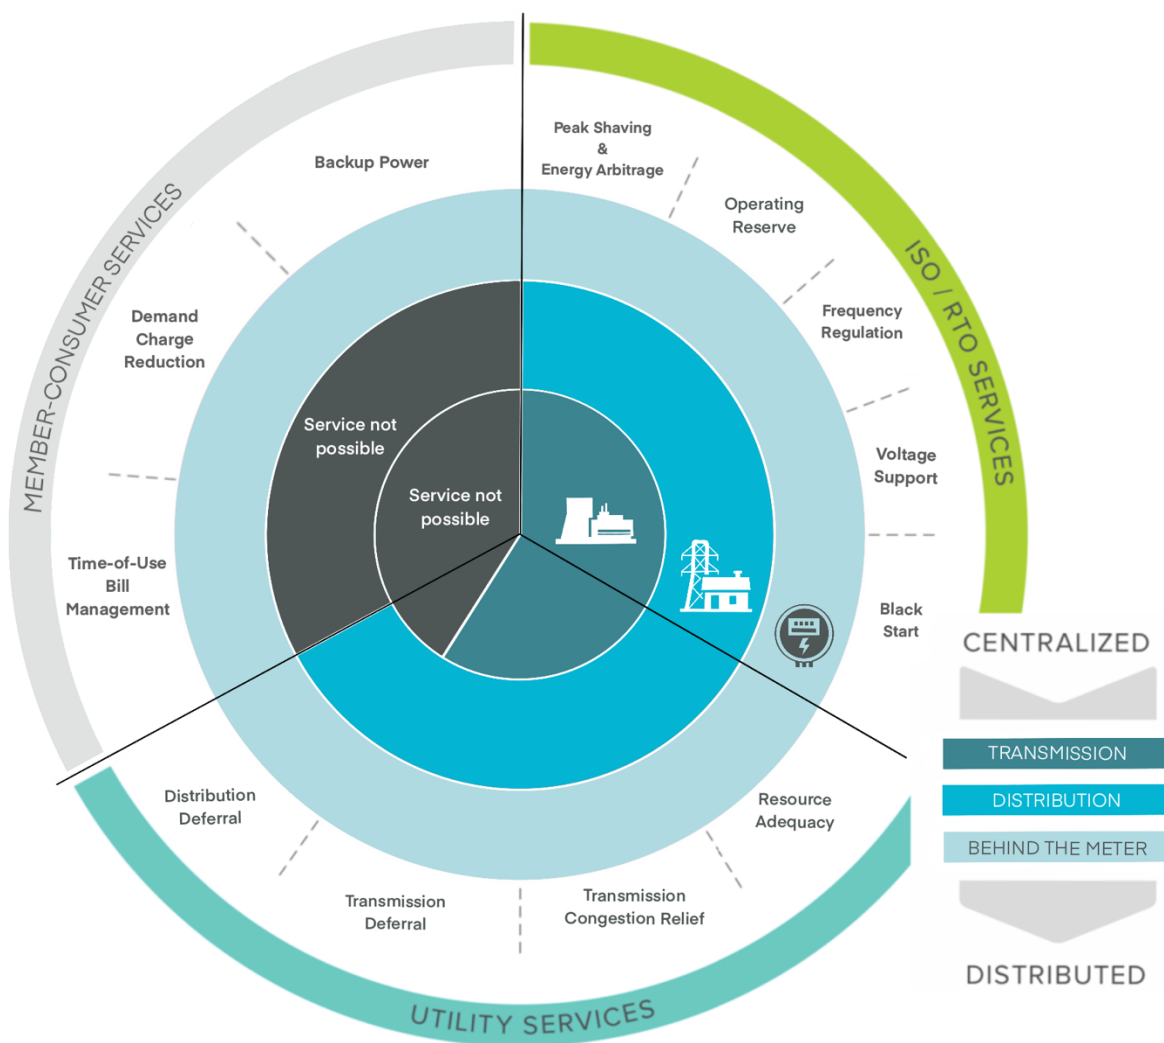 MEMBER-CONSUMER SERVICES
Backup Power
Demand
Charge
Reduction
Time-of-Use
Bill
Management
ISO / RTO SERVICES
Peak Shaving
&
Energy Arbitrage
Operating
Reserve
Frequency
Regulation
Voltage
Support
Black
Start
Service not
possible
Service not
possible
UTILITY SERVICES
Distribution
Deferral
Transmission
Deferral
Transmission
Congestion Relief
Resource
Adequacy
CENTRALIZED
TRANSMISSION
DISTRIBUTION
BEHIND THE METER
DISTRIBUTED